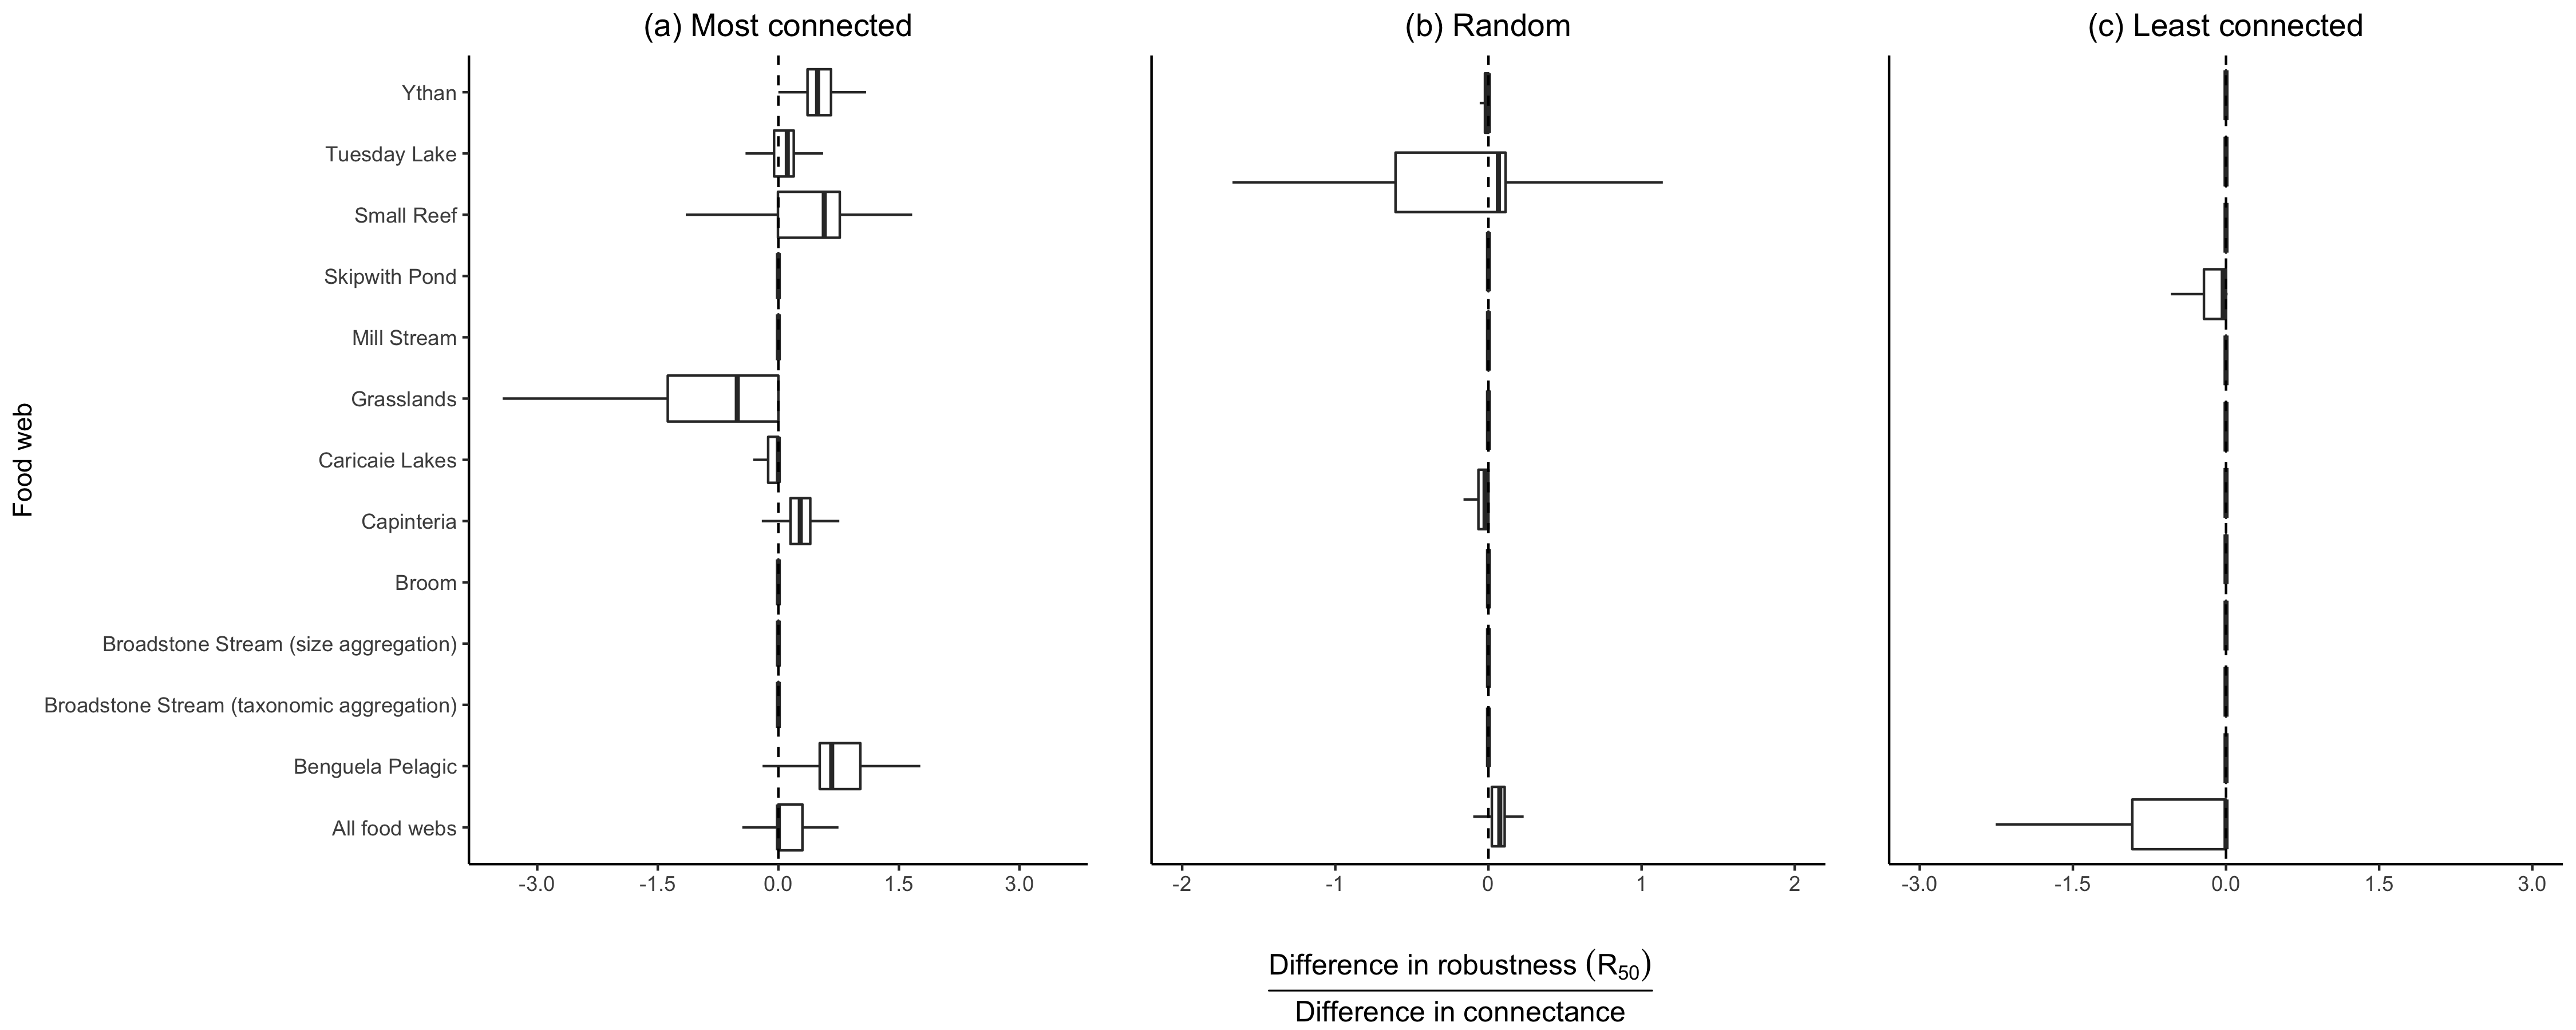 (a) Most connected
(b) Random
(c) Least connected
Food web
Ythan
Tuesday Lake
Small Reef
Skipwith Pond
Mill Stream
Grasslands
Caricaie Lakes
Capinteria
Broom
Broadstone Stream (size aggregation)
Broadstone Stream (taxonomic aggregation)
Benguela Pelagic
All food webs
-3.0 -1.5 0.0 1.5 3.0
-2 -1 0 1 2
-3.0 -1.5 0.0 1.5 3.0
Difference in robustness (R₅₀)
Difference in connectance